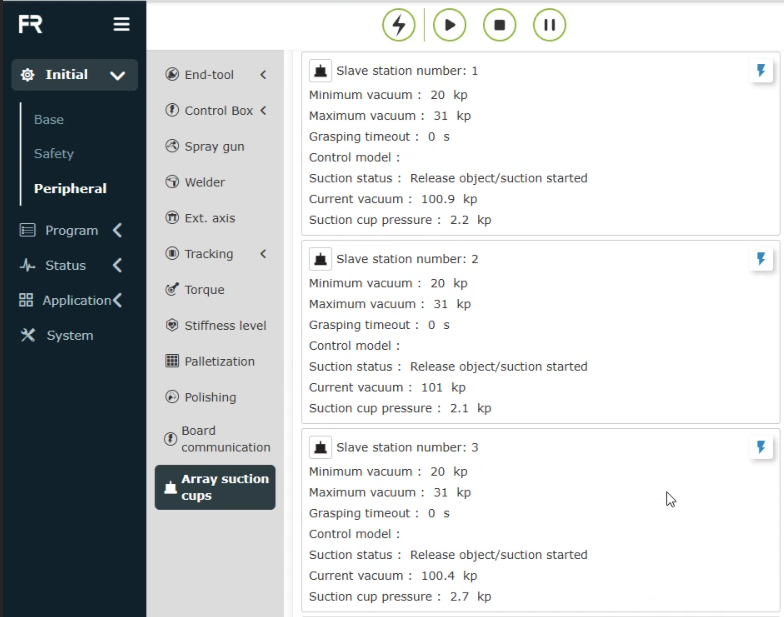 FR
Initial
Base
Safety
Peripheral
Program
Status
Application
System
End-tool
Control Box
Spray gun
Welder
Ext. axis
Tracking
Torque
Stiffness level
Palletization
Polishing
Board
communication
Array suction
cups
Slave station number: 1
Minimum vacuum : 20 kp
Maximum vacuum : 31 kp
Grasping timeout : 0 s
Control model :
Suction status : Release object/suction started
Current vacuum : 100.9 kp
Suction cup pressure : 2.2 kp
Slave station number: 2
Minimum vacuum : 20 kp
Maximum vacuum : 31 kp
Grasping timeout : 0 s
Control model :
Suction status : Release object/suction started
Current vacuum : 101 kp
Suction cup pressure : 2.1 kp
Slave station number: 3
Minimum vacuum : 20 kp
Maximum vacuum : 31 kp
Grasping timeout : 0 s
Control model :
Suction status : Release object/suction started
Current vacuum : 100.4 kp
Suction cup pressure : 2.7 kp